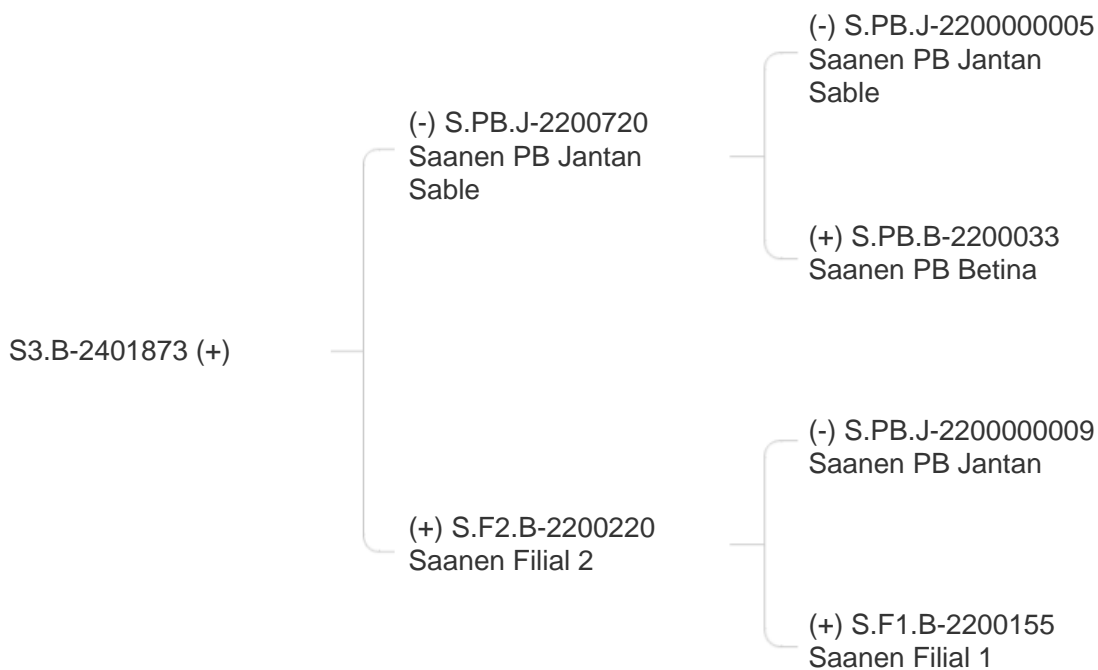 (-) S.PB.J-2200000005
Saanen PB Jantan
Sable
(-) S.PB.J-2200720
Saanen PB Jantan
Sable
(+) S.PB.B-2200033
Saanen PB Betina
S3.B-2401873 (+)
(-) S.PB.J-2200000009
Saanen PB Jantan
(+) S.F2.B-2200220
Saanen Filial 2
(+) S.F1.B-2200155
Saanen Filial 1